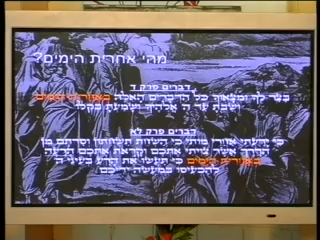 מהי אחרית הימים?
דברים פרק ד
בצר לך ומצאוך כל הדברים האלה באחרית הימים
ושבת עד ה אלהיך ושמעת בקלו
דברים פרק לא
כי ידעתי אחרי מותי כי השחת תשחתון וסרתם מן
הדרך אשר צויתי אתכם וקראת אתכם הרעה
באחרית הימים כי תעשו את הרע בעיני ה
להכעיסו במעשה ידיכם